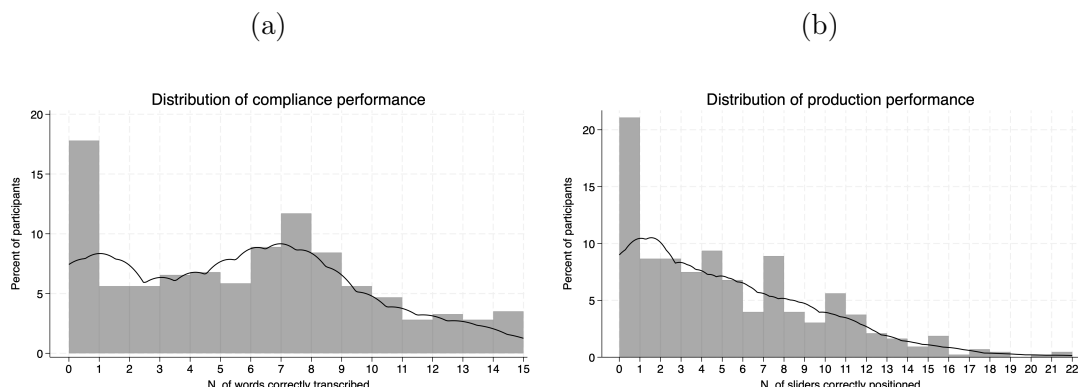 (a)
(b)
Distribution of compliance performance
20
15
10
5
0
Percent of participants
0 1 2 3 4 5 6 7 8 9 10 11 12 13 14 15
N. of words correctly transcribed
Distribution of production performance
20
15
10
5
0
Percent of participants
0 1 2 3 4 5 6 7 8 9 10 11 12 13 14 15 16 17 18 19 20 21 22
N. of sliders correctly positioned